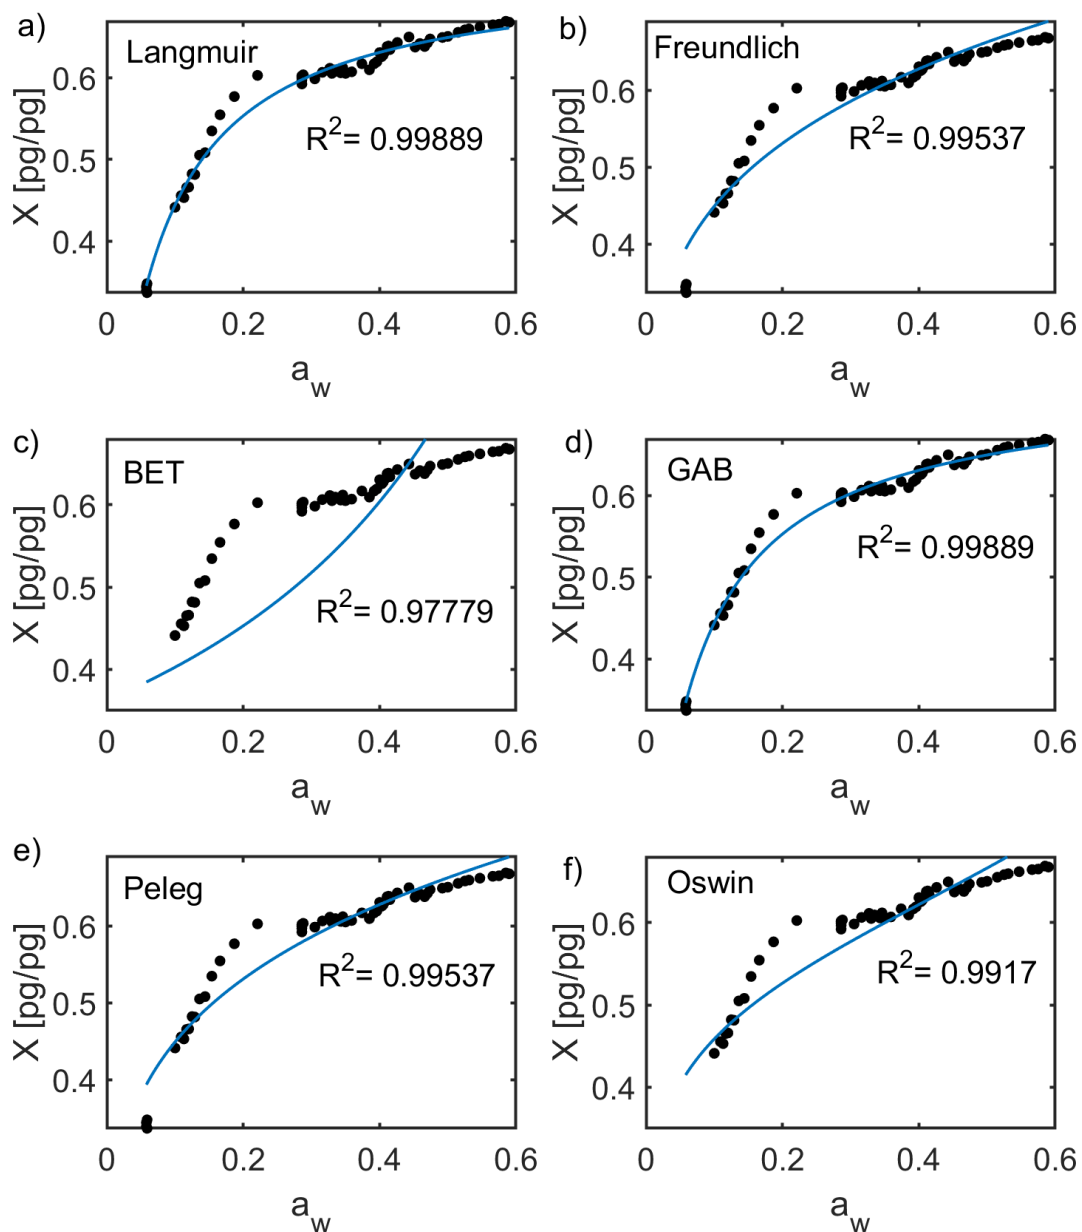 a)
Langmuir
R²= 0.99889
X [pg/pg]
0.6
0.5
0.4
0
0.2
0.4
0.6
a_w
b)
Freundlich
R²= 0.99537
X [pg/pg]
0.6
0.5
0.4
0
0.2
0.4
0.6
a_w
c)
BET
R²= 0.97779
X [pg/pg]
0.6
0.5
0.4
0
0.2
0.4
0.6
a_w
d)
GAB
R²= 0.99889
X [pg/pg]
0.6
0.5
0.4
0
0.2
0.4
0.6
a_w
e)
Peleg
R²= 0.99537
X [pg/pg]
0.6
0.5
0.4
0
0.2
0.4
0.6
a_w
f)
Oswin
R²= 0.9917
X [pg/pg]
0.6
0.5
0.4
0
0.2
0.4
0.6
a_w